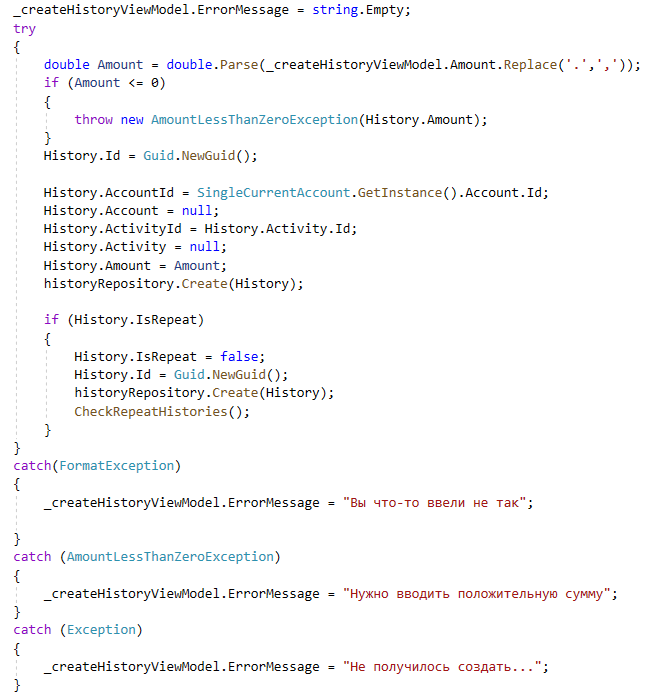 _createHistoryViewModel.ErrorMessage = string.Empty;
try
{
    double Amount = double.Parse(_createHistoryViewModel.Amount.Replace('.',','));
    if (Amount <= 0)
    {
        throw new AmountLessThanZeroException(History.Amount);
    }
    History.Id = Guid.NewGuid();

    History.AccountId = SingleCurrentAccount.GetInstance().Account.Id;
    History.Account = null;
    History.ActivityId = History.Activity.Id;
    History.Activity = null;
    History.Amount = Amount;
    historyRepository.Create(History);

    if (History.IsRepeat)
    {
        History.IsRepeat = false;
        History.Id = Guid.NewGuid();
        historyRepository.Create(History);
        CheckRepeatHistories();
    }
}
catch(FormatException)
{
    _createHistoryViewModel.ErrorMessage = "Вы что-то ввели не так";

}
catch (AmountLessThanZeroException)
{
    _createHistoryViewModel.ErrorMessage = "Нужно вводить положительную сумму";
}
catch (Exception)
{
    _createHistoryViewModel.ErrorMessage = "Не получилось создать...";
}